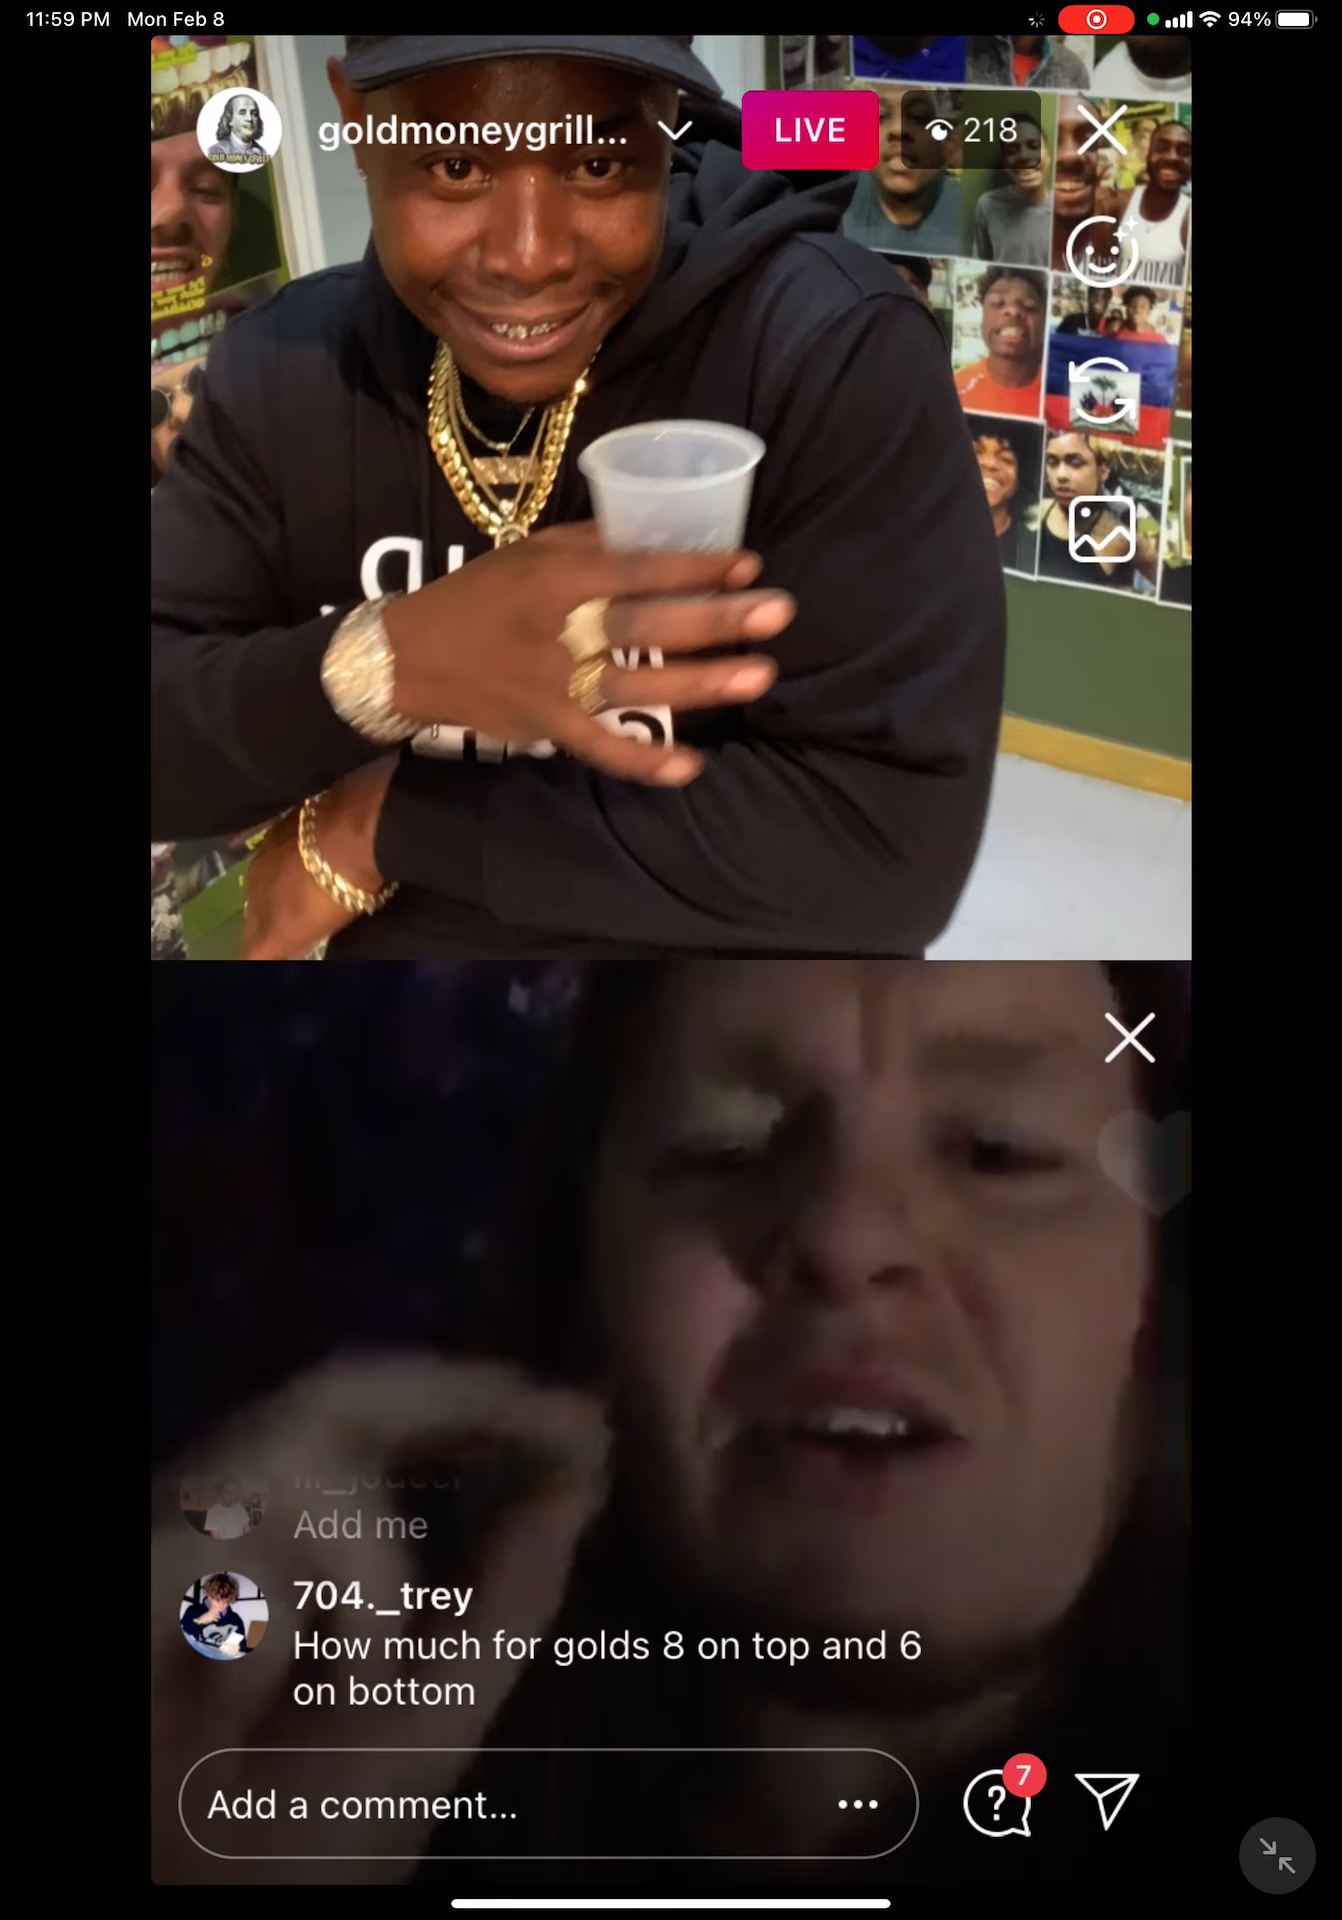 11:59 PM Mon Feb 8
94%
goldmoneygrill...
LIVE
218
Add me
704._trey
How much for golds 8 on top and 6
on bottom
Add a comment...
7